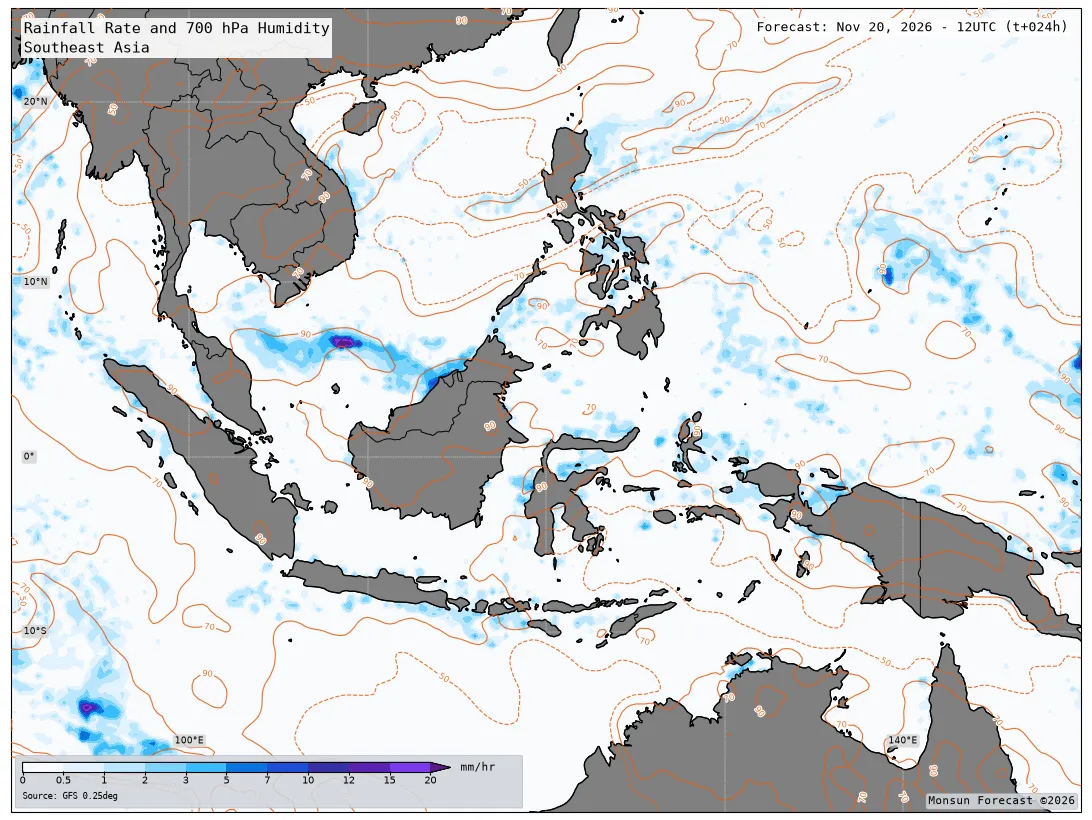 Rainfall Rate and 700 hPa Humidity
Southeast Asia
Forecast: Nov 20, 2026 - 12UTC (t+024h)
20°N
10°N
0°
10°S
100°E
140°E
0 0.5 1 2 3 5 7 10 12 15 20 mm/hr
Source: GFS 0.25deg
Monsun Forecast ©2026